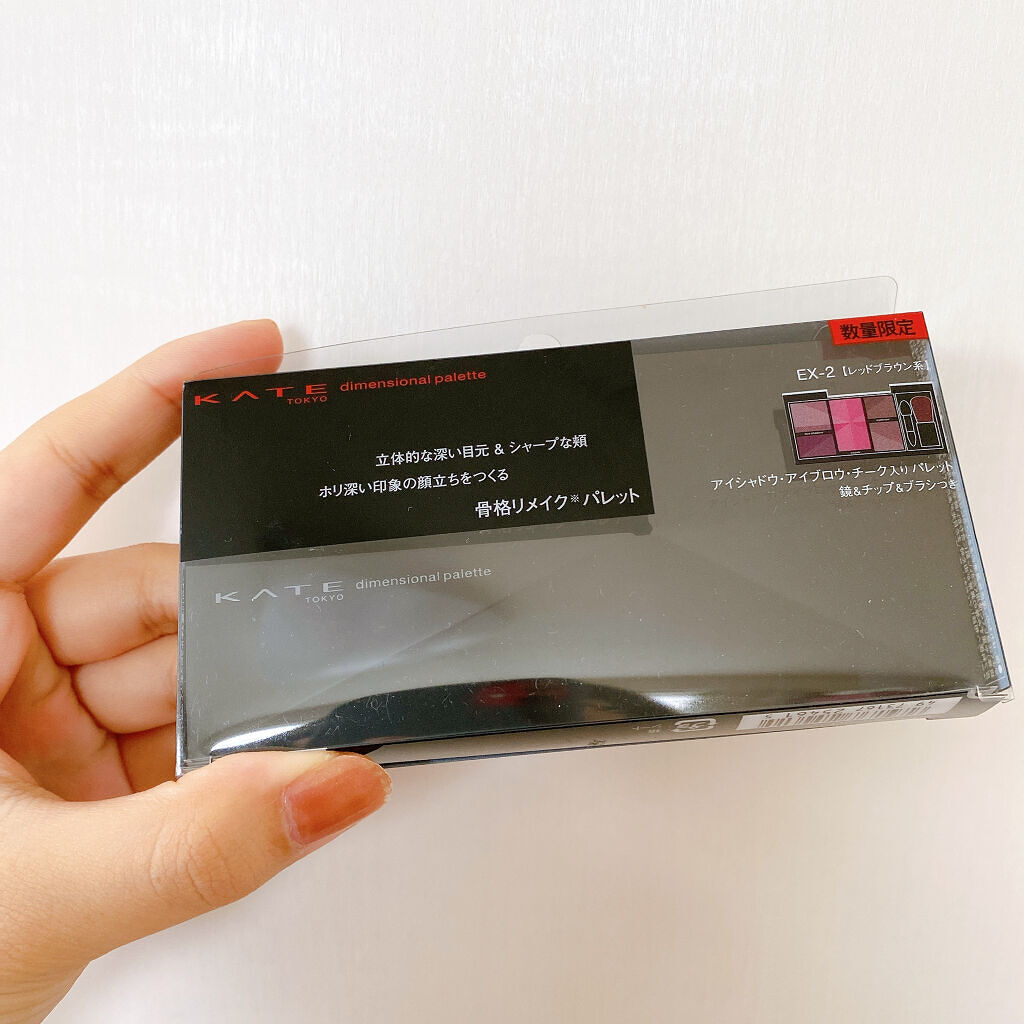 数量限定
KATE TOKYO dimensional palette
EX-2【レッドブラウン系】
立体的な深い目元 & シャープな頬
ホリ深い印象の顔立ちをつくる
骨格リメイク※パレット
アイシャドウ・アイブロウ・チーク入りパレット
鏡&チップ&ブラシつき
KATE TOKYO dimensional palette